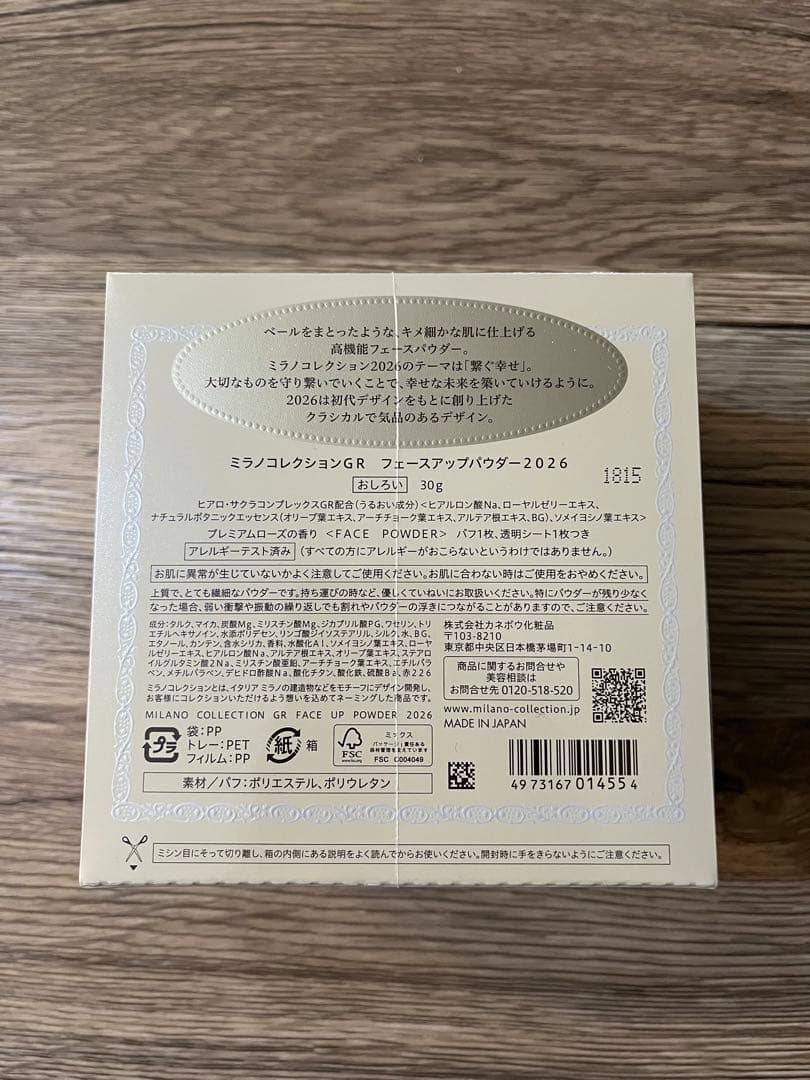 ベールをまとったような、キメ細かな肌に仕上げる
高機能フェースパウダー。
ミラノコレクション2026のテーマは「繋ぐ幸せ」。
大切なものを守り繋いでいくことで、幸せな未来を築いていけるように。
2026は初代デザインをもとに創り上げた
クラシカルで気品のあるデザイン。
ミラノコレクションGR フェースアップパウダー2026
1815
おしろい 30g
ヒアロ・サクラコンプレックスGR配合(うるおい成分)<ヒアルロン酸Na、ローヤルゼリーエキス、
ナチュラルボタニックエッセンス(オリーブ葉エキス、アーチチョーク葉エキス、アルテア根エキス、BG)、ソメイヨシノ葉エキス>
プレミアムローズの香り <FACE POWDER> パフ1枚、透明シート1枚つき
アレルギーテスト済み (すべての方にアレルギーがおこらないというわけではありません。)
お肌に異常が生じていないかよく注意してご使用ください。お肌に合わない時はご使用をおやめください。
上質で、とても繊細なパウダーです。持ち運びの時など、優しくていねいにお取扱いください。特にパウダーが残り少なく
なった場合、弱い衝撃や振動の繰り返しでも割れやパウダーの浮きにつながることがありますので、ご注意ください。
成分:タルク、マイカ、炭酸Mg、ミリスチン酸Mg、ジカプリル酸PG、ワセリン、トリ
エチルヘキサノイン、水添ポリデセン、リンゴ酸ジイソステアリル、シルク、水、BG、
エタノール、カンテン、含水シリカ、香料、水酸化Al、ソメイヨシノ葉エキス、ロー
ヤルゼリーエキス、ヒアルロン酸Na、アルテア根エキス、オリーブ葉エキス、ステアロ
イルグルタミン酸2Na、ミリスチン酸亜鉛、アーチチョーク葉エキス、エチルパラ
ベン、メチルパラベン、デヒドロ酢酸Na、酸化チタン、酸化鉄、硫酸Ba、赤226
ミラノコレクションとは、イタリア ミラノの建造物などをモチーフにデザイン開発し、
お客様にコレクションいただけるよう想いを込めてネーミングした商品です。
MILANO COLLECTION GR FACE UP POWDER 2026
株式会社カネボウ化粧品
〒103-8210
東京都中央区日本橋茅場町1-14-10
商品に関するお問合せや
美容相談は
お問合せ先 0120-518-520
www.milano-collection.jp
MADE IN JAPAN
プラ
袋:PP
トレー:PET
フィルム:PP
紙 箱
FSC
www.fsc.org
ミックス
パッケージ|責任ある
森林管理を支えています
FSC C004049
素材/パフ:ポリエステル、ポリウレタン
4973167014554
ミシン目にそって切り離し、箱の内側にある説明をよく読んでからお使いください。開封時に手をきらないようにご注意ください。